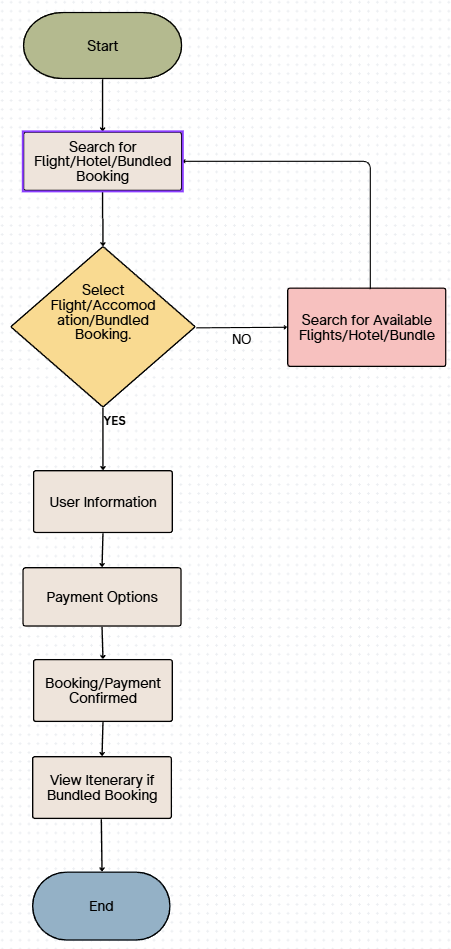 Start
Search for
Flight/Hotel/Bundled
Booking
Select
Flight/Accomod
ation/Bundled
Booking.
NO
Search for Available
Flights/Hotel/Bundle
YES
User Information
Payment Options
Booking/Payment
Confirmed
View Itenerary if
Bundled Booking
End